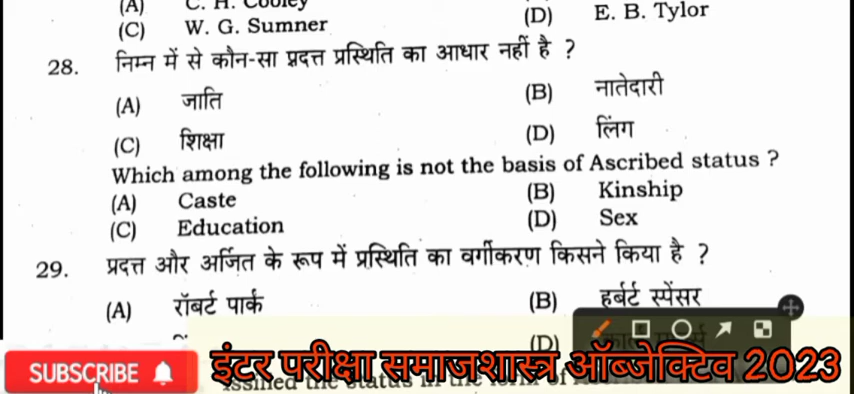 (A) C. H. Cooley
(C) W. G. Sumner (D) E. B. Tylor
28. निम्न में से कौन-सा प्रदत्त प्रस्थिति का आधार नहीं है ?
(A) जाति (B) नातेदारी
(C) शिक्षा (D) लिंग
Which among the following is not the basis of Ascribed status ?
(A) Caste (B) Kinship
(C) Education (D) Sex
29. प्रदत्त और अर्जित के रूप में प्रस्थिति का वर्गीकरण किसने किया है ?
(A) रॉबर्ट पार्क (B) हर्बर्ट स्पेंसर
(D)
SUBSCRIBE इंटर परीक्षा समाजशास्त्र ऑब्जेक्टिव 2023